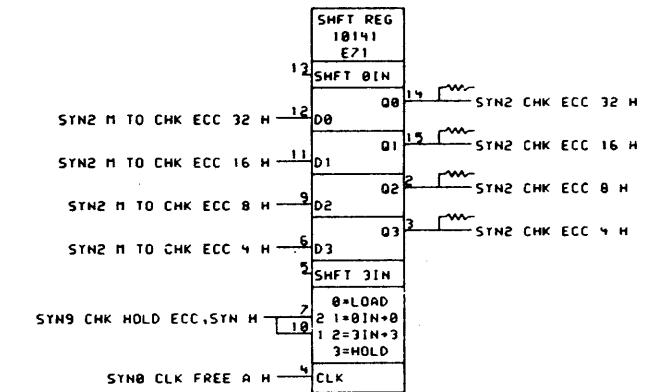 SHFT REG
10141
E71
13 SHFT 0IN
SYN2 M TO CHK ECC 32 H 12 D0 Q0 14 SYN2 CHK ECC 32 H
SYN2 M TO CHK ECC 16 H 11 D1 Q1 15 SYN2 CHK ECC 16 H
SYN2 M TO CHK ECC 8 H 9 D2 Q2 2 SYN2 CHK ECC 8 H
SYN2 M TO CHK ECC 4 H 6 D3 Q3 3 SYN2 CHK ECC 4 H
5 SHFT 3IN
0=LOAD
SYN9 CHK HOLD ECC,SYN H 7 2 1=0IN→0
10 1 2=3IN→3
3=HOLD
SYN0 CLK FREE A H 4 CLK